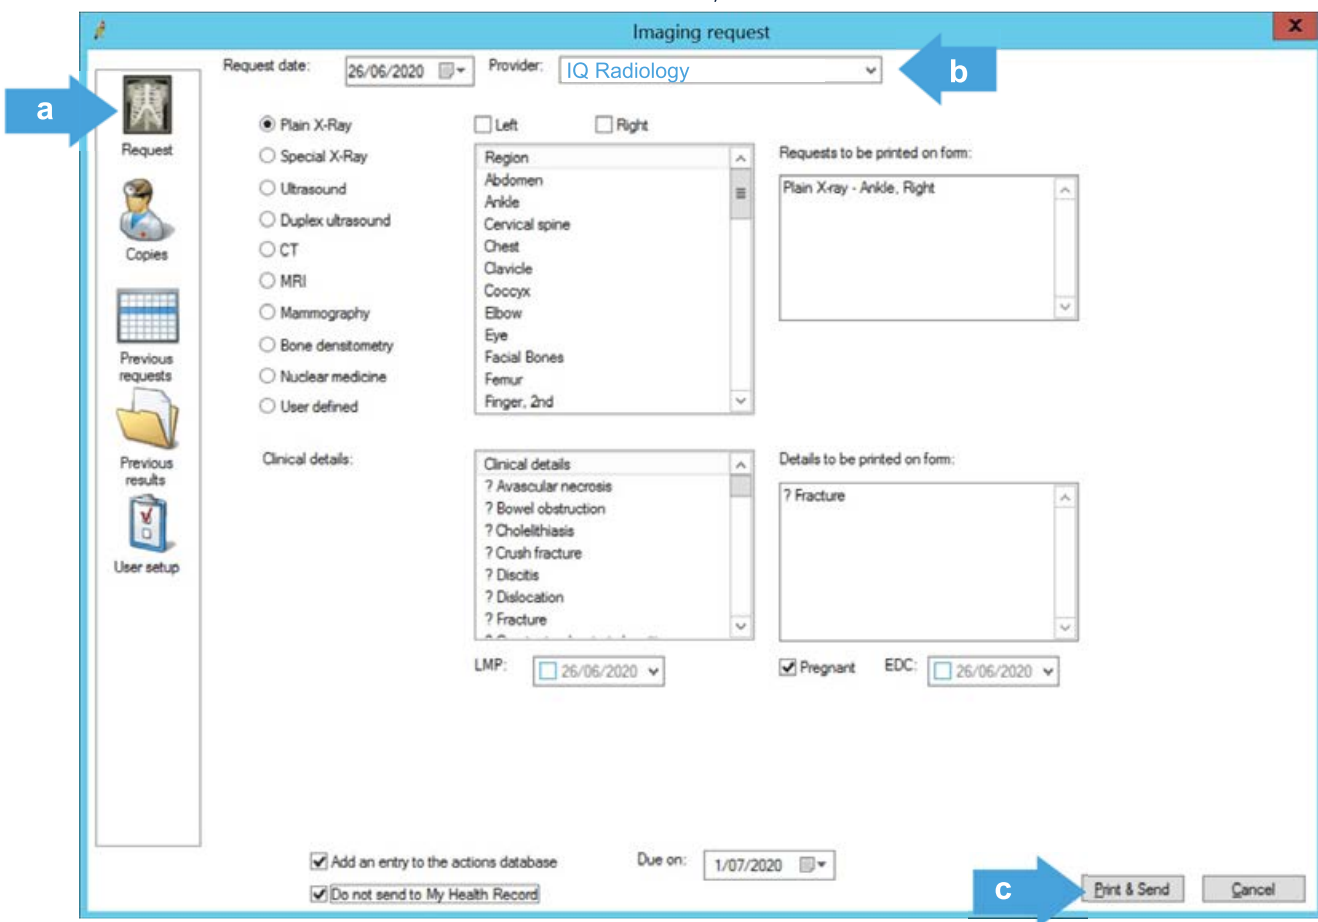 Imaging request
X
a
Request
Copies
Previous
requests
Previous
results
User setup
Request date:
26/06/2020
Provider:
IQ Radiology
b
Plain X-Ray
Special X-Ray
Ultrasound
Duplex ultrasound
CT
MRI
Mammography
Bone densitometry
Nuclear medicine
User defined
Left
Right
Region
Abdomen
Ankle
Cervical spine
Chest
Clavicle
Coccyx
Elbow
Eye
Facial Bones
Femur
Finger, 2nd
Requests to be printed on form:
Plain X-ray - Ankle, Right
Clinical details:
Clinical details
? Avascular necrosis
? Bowel obstruction
? Cholelithiasis
? Crush fracture
? Discitis
? Dislocation
? Fracture
Details to be printed on form:
? Fracture
LMP:
26/06/2020
Pregnant
EDC:
26/06/2020
Add an entry to the actions database
Due on:
1/07/2020
Do not send to My Health Record
c
Print & Send
Cancel